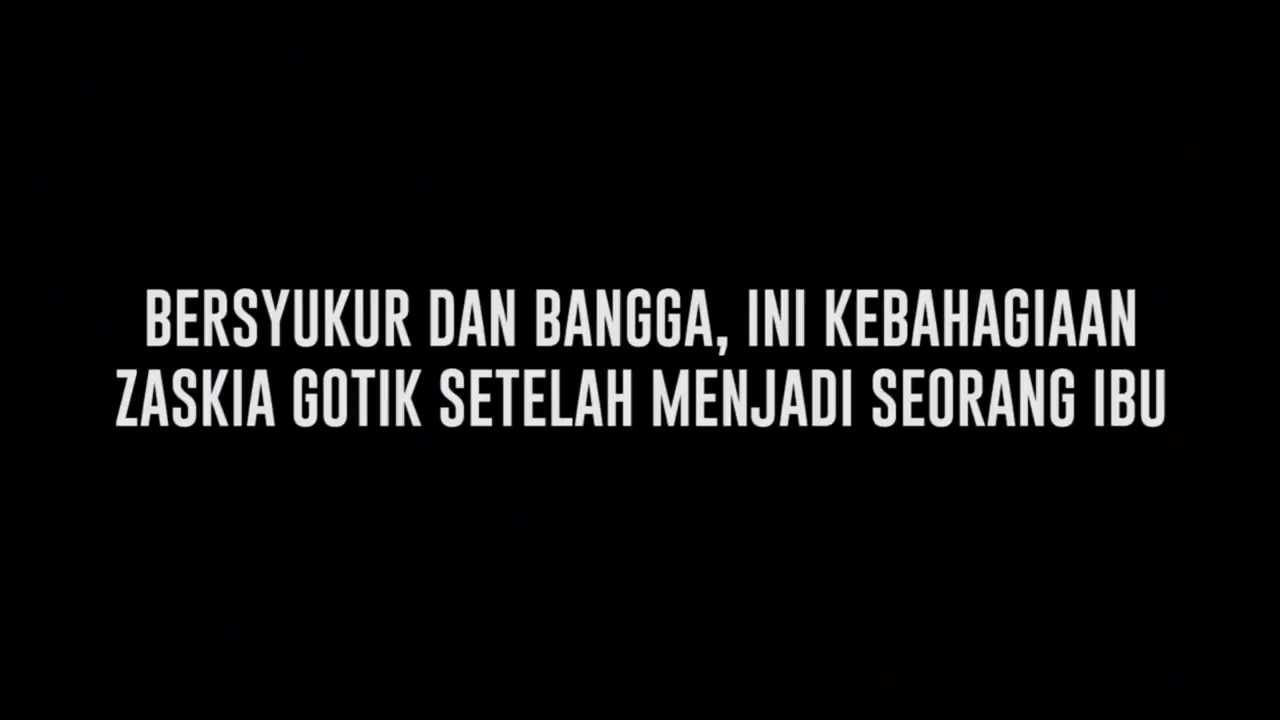 BERSYUKUR DAN BANGGA, INI KEBAHAGIAAN
ZASKIA GOTIK SETELAH MENJADI SEORANG IBU